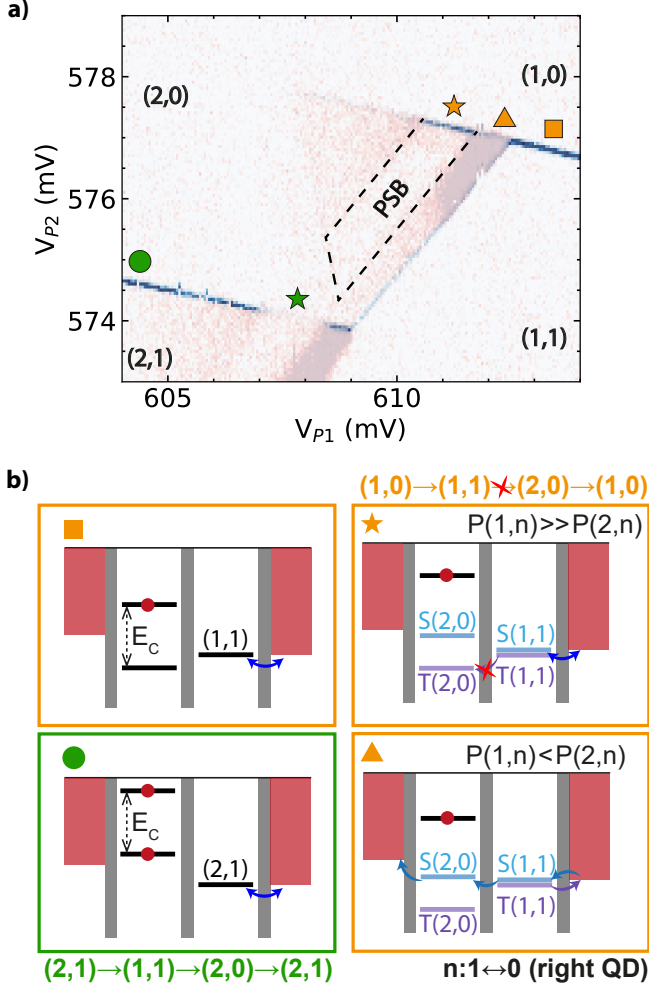 a)
578
576
574
V_P2 (mV)
(2,0)
(1,0)
PSB
(2,1)
(1,1)
605
610
V_P1 (mV)
b)
(1,0)→(1,1)→(2,0)→(1,0)
E_C
(1,1)
P(1,n)>>P(2,n)
S(2,0)
S(1,1)
T(2,0)
T(1,1)
E_C
(2,1)
P(1,n)<P(2,n)
S(2,0)
S(1,1)
T(2,0)
T(1,1)
(2,1)→(1,1)→(2,0)→(2,1)
n:1↔0 (right QD)